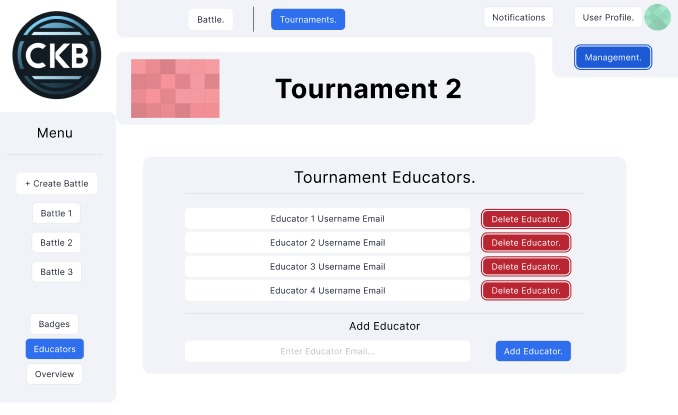 CKB
Battle.
Tournaments.
Notifications
User Profile.
Management.
Tournament 2
Menu
+ Create Battle
Battle 1
Battle 2
Battle 3
Badges
Educators
Overview
Tournament Educators.
Educator 1 Username Email
Delete Educator.
Educator 2 Username Email
Delete Educator.
Educator 3 Username Email
Delete Educator.
Educator 4 Username Email
Delete Educator.
Add Educator
Enter Educator Email...
Add Educator.